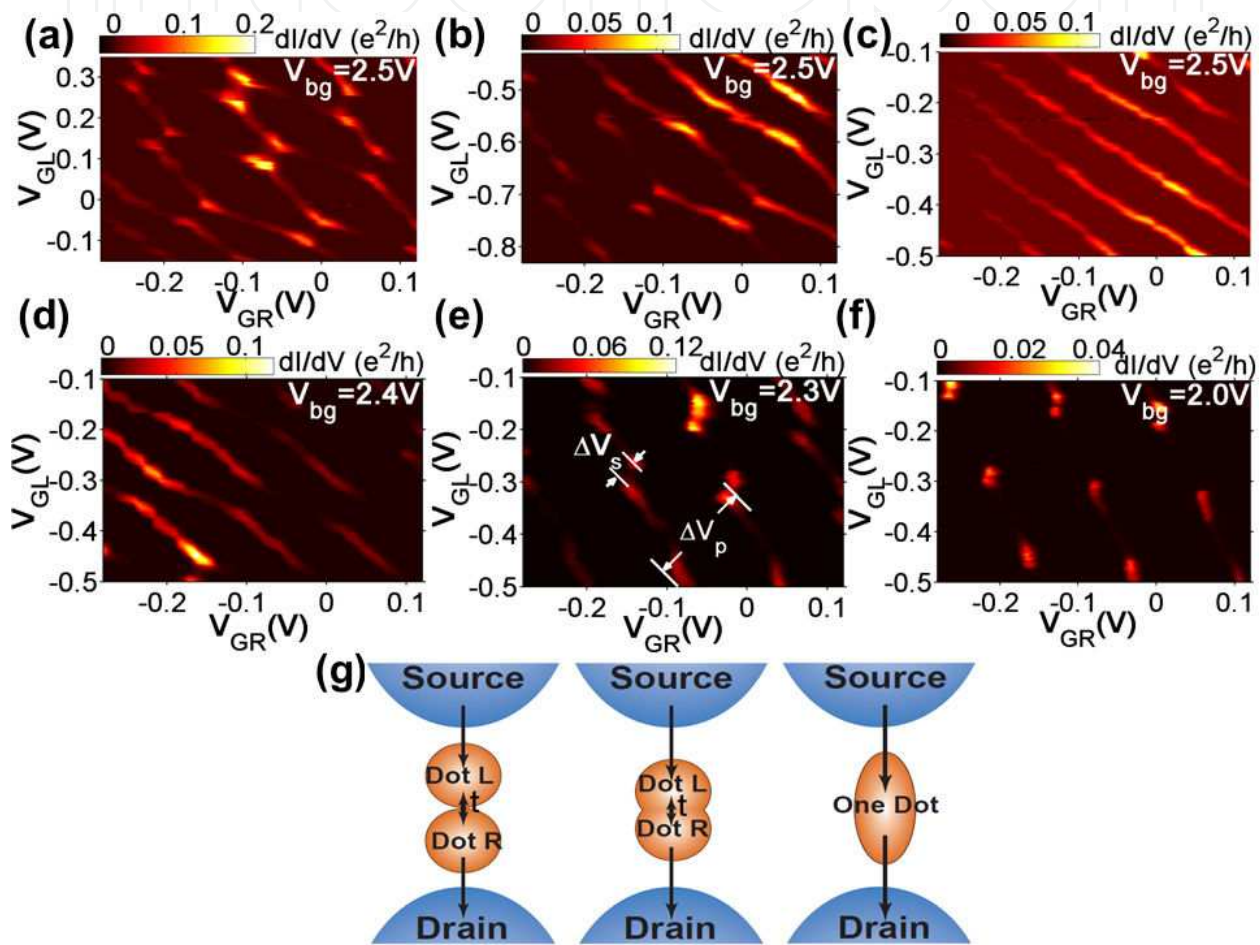 (a)
0 0.1 0.2
dI/dV (e²/h)
V_bg=2.5V
0.3
0.2
0.1
0
-0.1
V_GL(V)
-0.2 -0.1 0 0.1
V_GR(V)
(b)
0 0.05 0.1
dI/dV (e²/h)
V_bg=2.5V
-0.5
-0.6
-0.7
-0.8
V_GL(V)
-0.2 -0.1 0 0.1
V_GR(V)
(c)
0 0.05 0.1
dI/dV (e²/h)
V_bg=2.5V
-0.1
-0.2
-0.3
-0.4
-0.5
V_GL(V)
-0.2 -0.1 0 0.1
V_GR(V)
(d)
0 0.05 0.1
dI/dV (e²/h)
V_bg=2.4V
-0.1
-0.2
-0.3
-0.4
-0.5
V_GL(V)
-0.2 -0.1 0 0.1
V_GR(V)
(e)
0 0.06 0.12
dI/dV (e²/h)
V_bg=2.3V
ΔV_s
ΔV_p
-0.1
-0.2
-0.3
-0.4
-0.5
V_GL(V)
-0.2 -0.1 0 0.1
V_GR(V)
(f)
0 0.02 0.04
dI/dV (e²/h)
V_bg=2.0V
-0.1
-0.2
-0.3
-0.4
-0.5
V_GL(V)
-0.2 -0.1 0 0.1
V_GR(V)
(g)
Source
Dot L
t
Dot R
Drain
Source
Dot L
t
Dot R
Drain
Source
One Dot
Drain